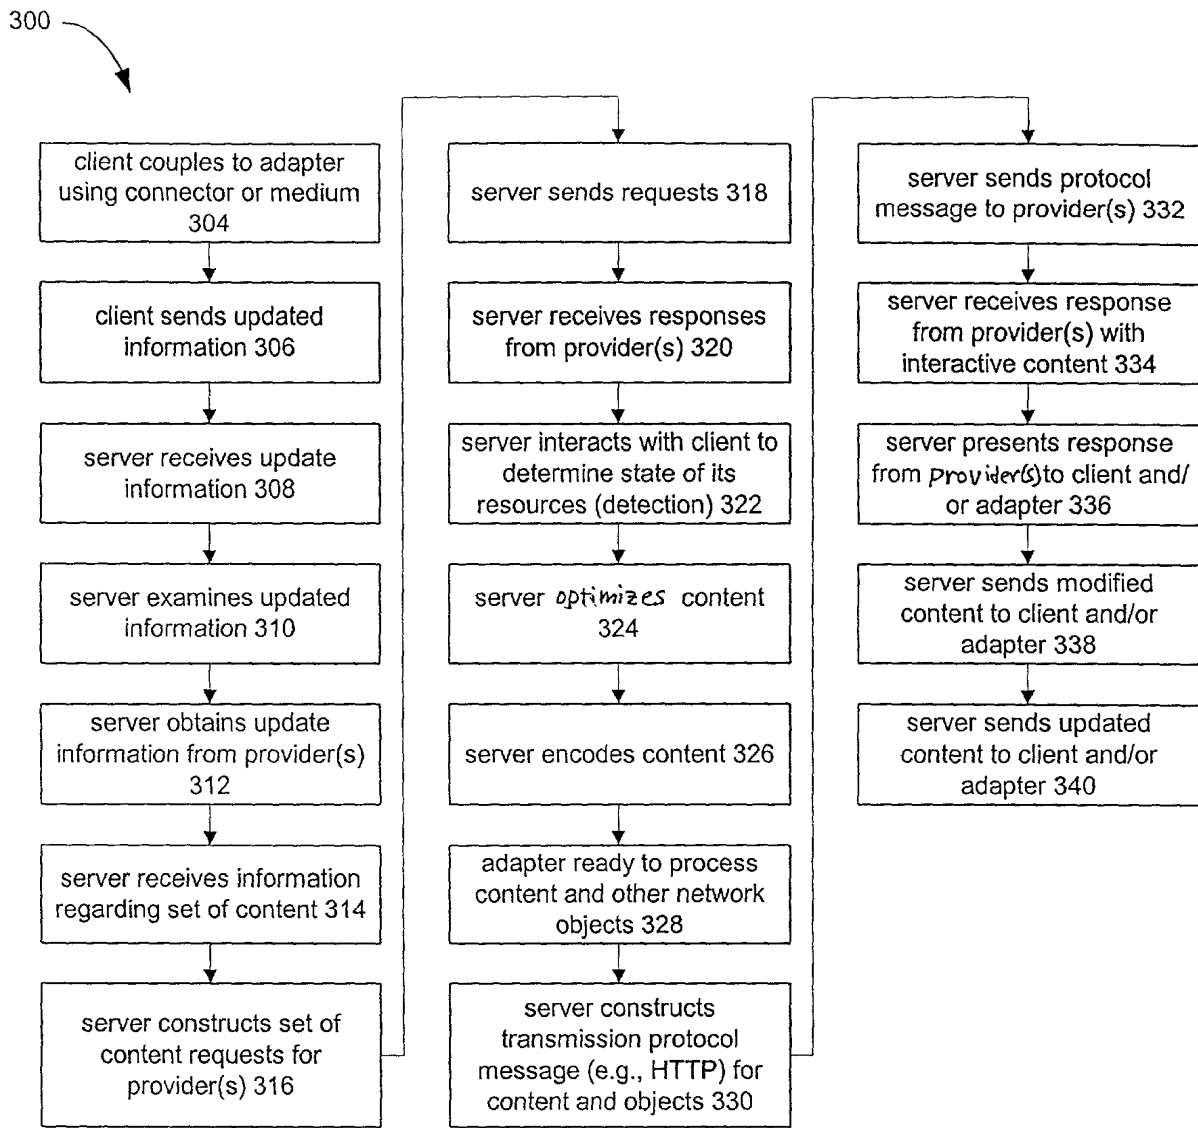 300
client couples to adapter
using connector or medium
304
client sends updated
information 306
server receives update
information 308
server examines updated
information 310
server obtains update
information from provider(s)
312
server receives information
regarding set of content 314
server constructs set of
content requests for
provider(s) 316
server sends requests 318
server receives responses
from provider(s) 320
server interacts with client to
determine state of its
resources (detection) 322
server optimizes content
324
server encodes content 326
adapter ready to process
content and other network
objects 328
server constructs
transmission protocol
message (e.g., HTTP) for
content and objects 330
server sends protocol
message to provider(s) 332
server receives response
from provider(s) with
interactive content 334
server presents response
from provider(s) to client and/
or adapter 336
server sends modified
content to client and/or
adapter 338
server sends updated
content to client and/or
adapter 340